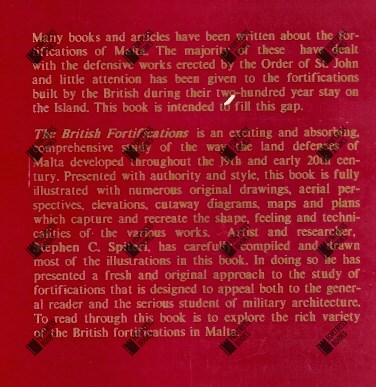 Many books and articles have been written about the for-
tifications of Malta. The majority of these have dealt
with the defensive works erected by the Order of St. John
and little attention has been given to the fortifications
built by the British during their two-hundred year stay on
the Island. This book is intended to fill this gap.
The British Fortifications is an exciting and absorbing,
comprehensive study of the way the land defenses of
Malta developed throughout the 19th and early 20th cen-
tury. Presented with authority and style, this book is fully
illustrated with numerous original drawings, aerial per-
spectives, elevations, cutaway diagrams, maps and plans
which capture and recreate the shape, feeling and techni-
calities of the various works. Artist and researcher,
Stephen C. Spiteri, has carefully compiled and drawn
most of the illustrations in this book. In doing so he has
presented a fresh and original approach to the study of
fortifications that is designed to appeal both to the gener-
al reader and the serious student of military architecture.
To read through this book is to explore the rich variety
of the British fortifications in Malta.